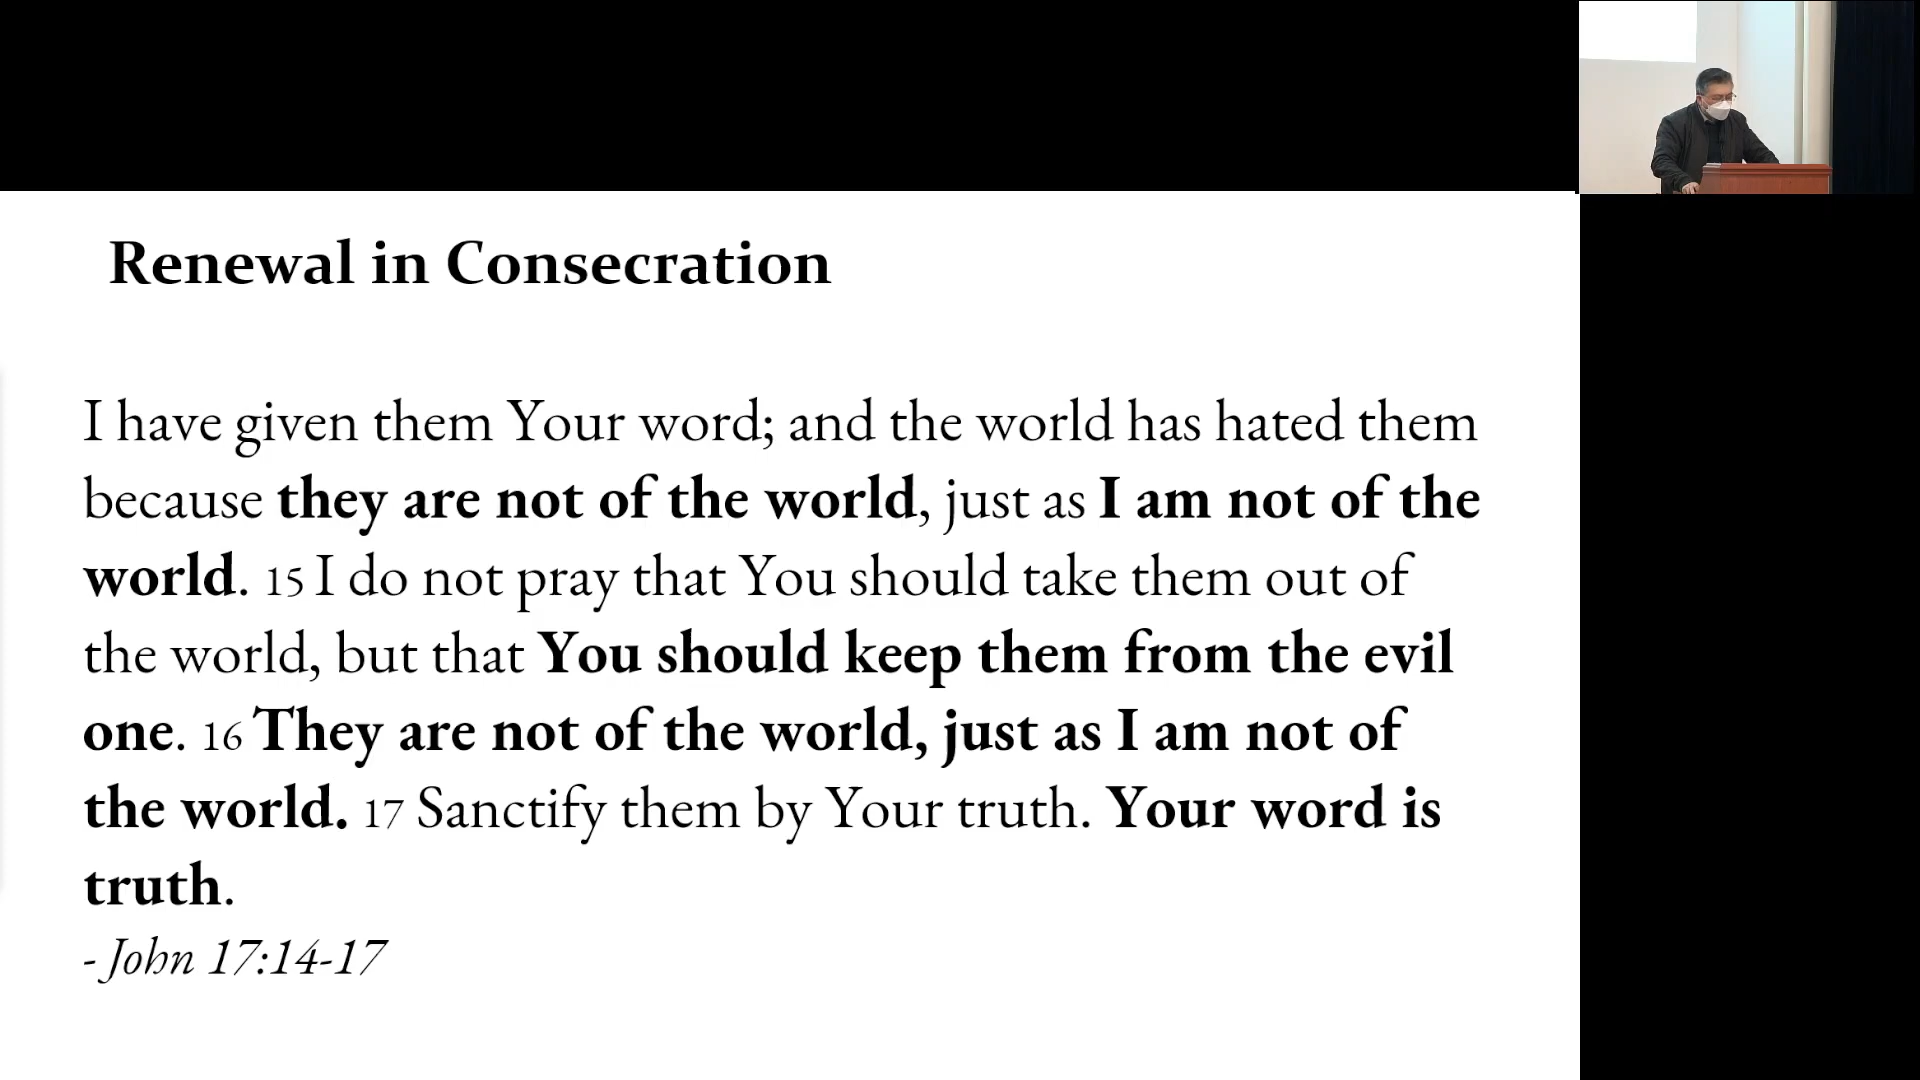 Renewal in Consecration
I have given them Your word; and the world has hated them
because they are not of the world, just as I am not of the
world. 15 I do not pray that You should take them out of
the world, but that You should keep them from the evil
one. 16 They are not of the world, just as I am not of
the world. 17 Sanctify them by Your truth. Your word is
truth.
- John 17:14-17